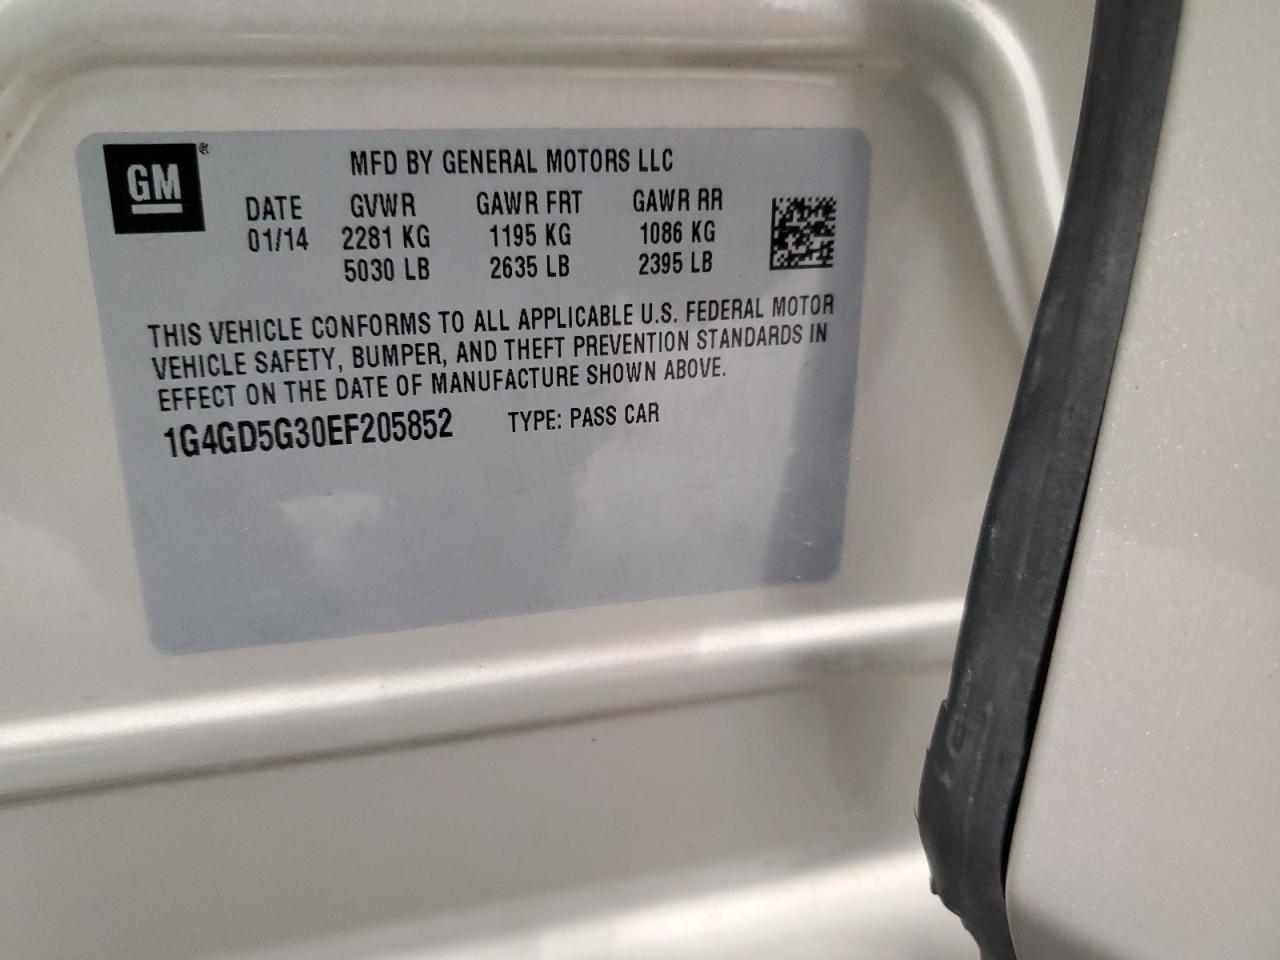 GM
MFD BY GENERAL MOTORS LLC
DATE GVWR GAWR FRT GAWR RR
01/14 2281 KG 1195 KG 1086 KG
5030 LB 2635 LB 2395 LB
THIS VEHICLE CONFORMS TO ALL APPLICABLE U.S. FEDERAL MOTOR
VEHICLE SAFETY, BUMPER, AND THEFT PREVENTION STANDARDS IN
EFFECT ON THE DATE OF MANUFACTURE SHOWN ABOVE.
1G4GD5G30EF205852 TYPE: PASS CAR